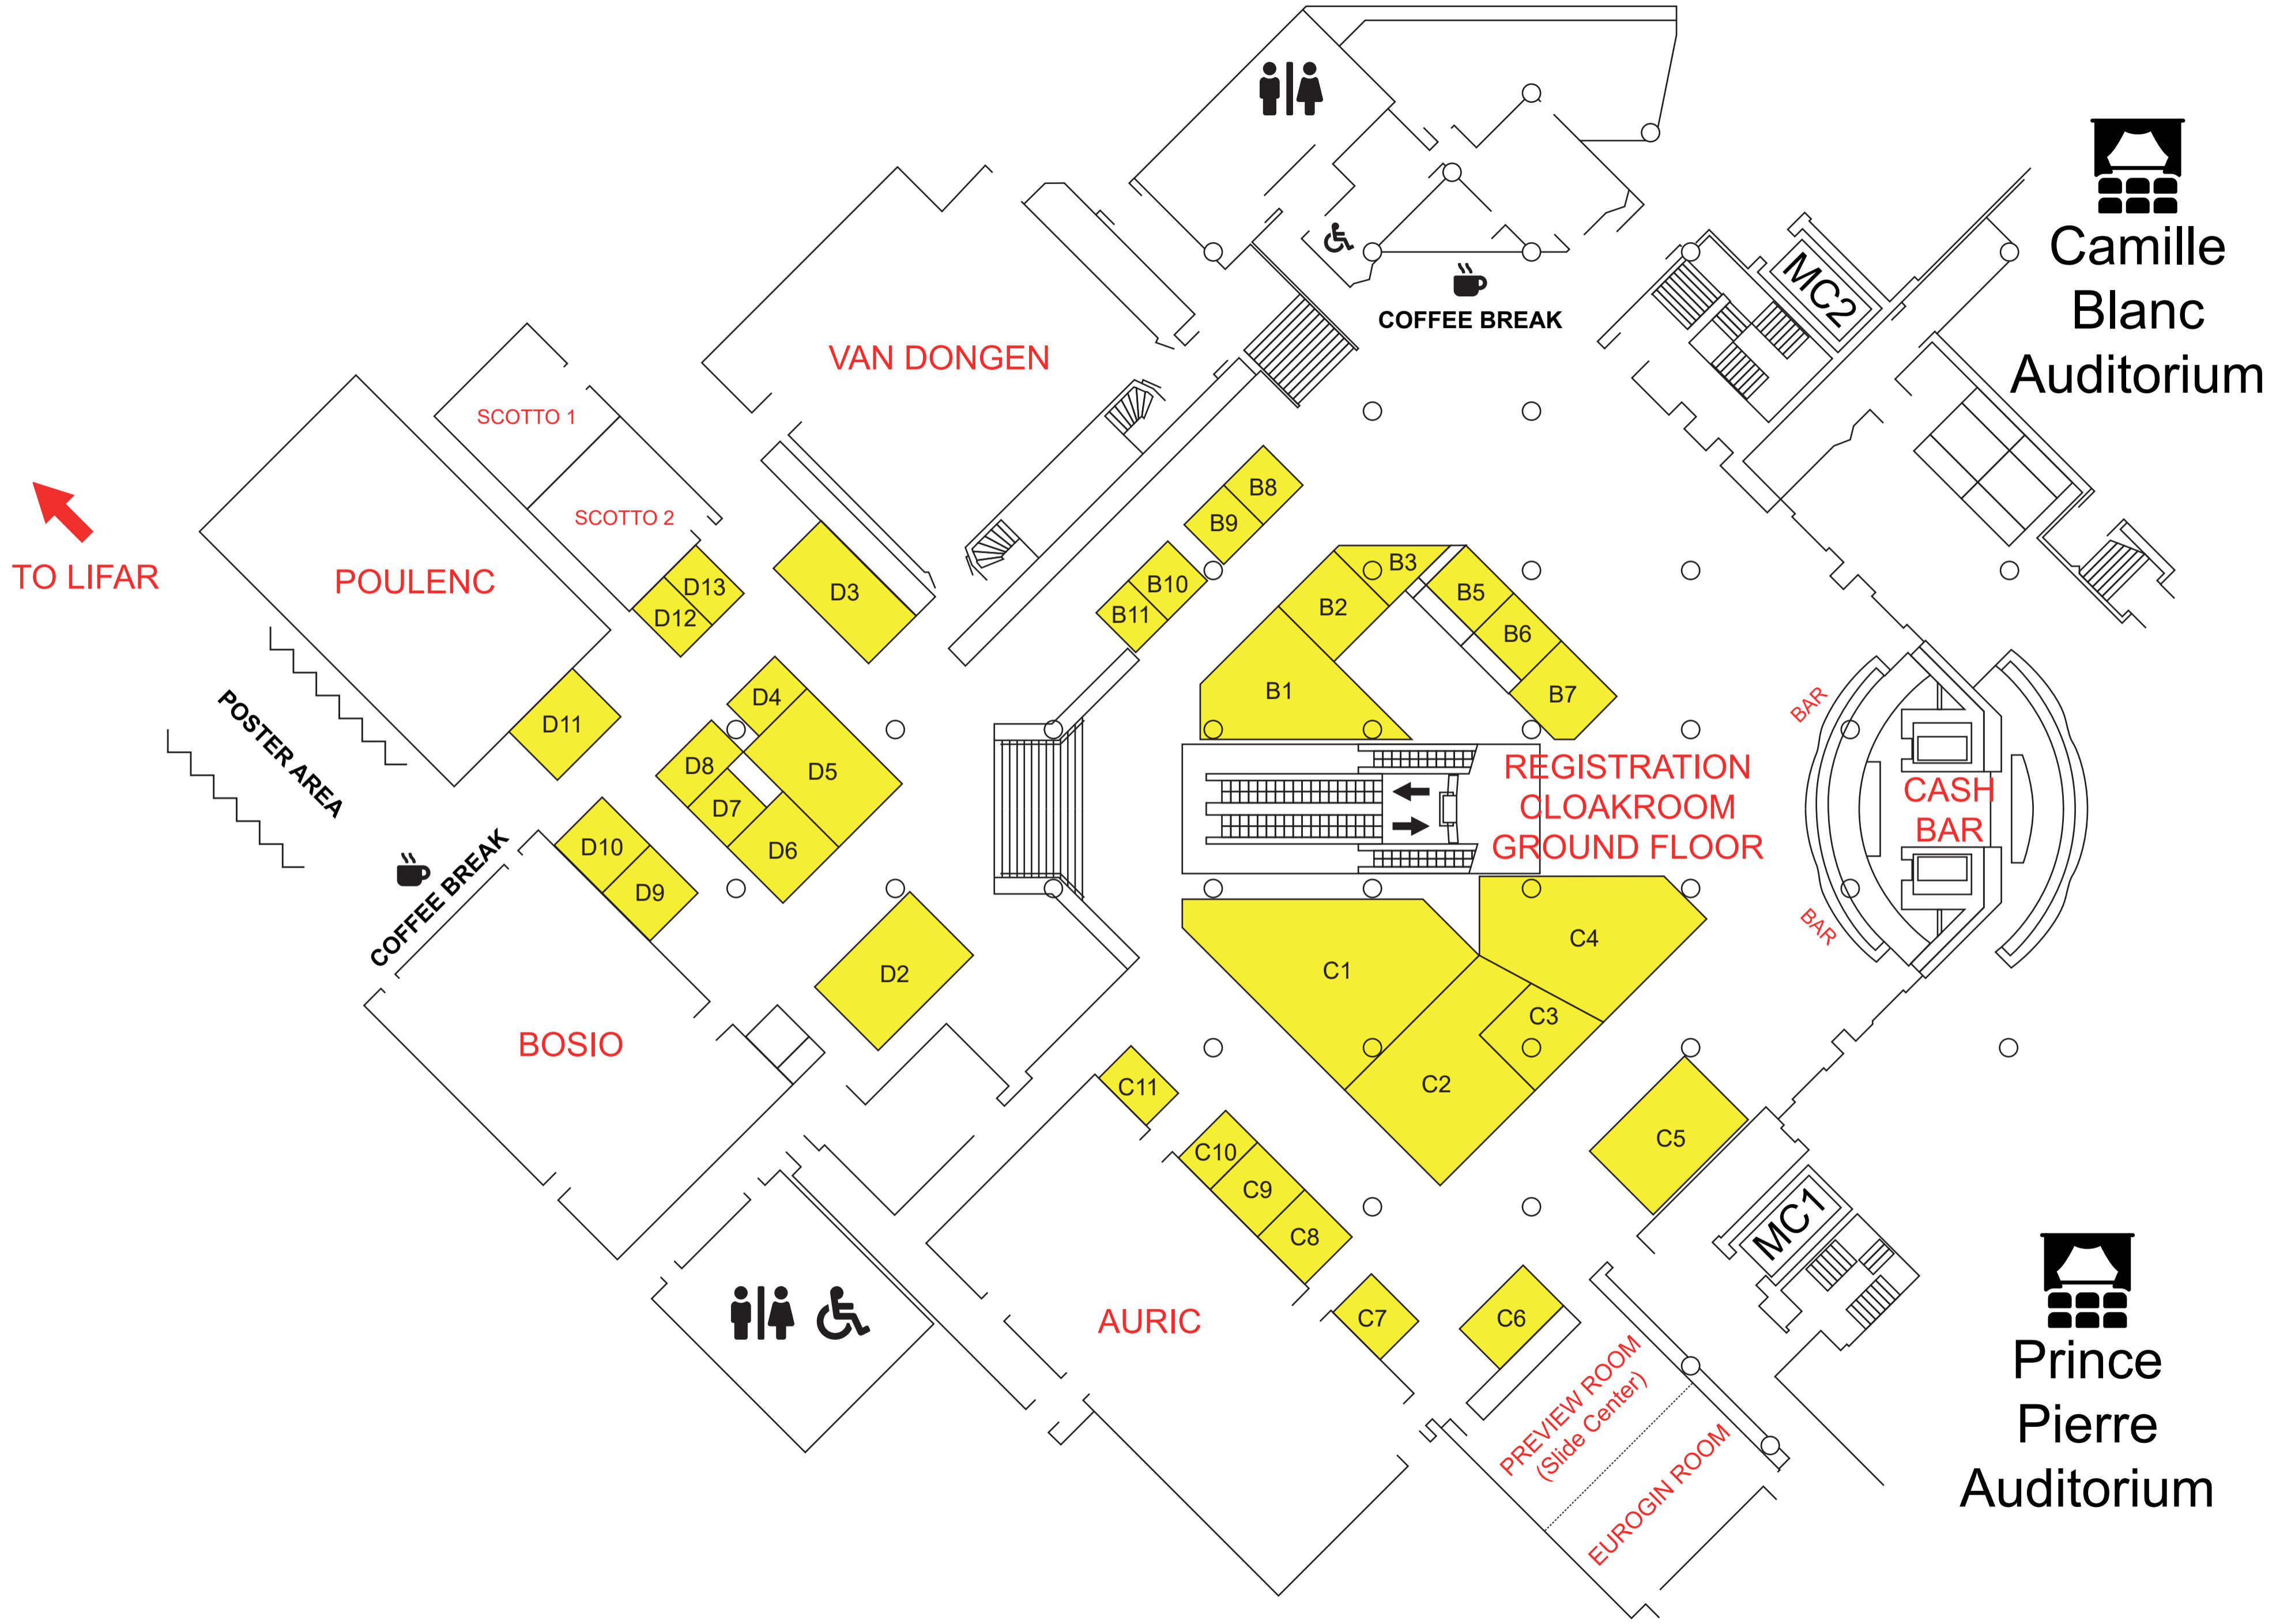 Camille
Blanc
Auditorium
MC2
COFFEE BREAK
VAN DONGEN
SCOTTO 1
SCOTTO 2
POULENC
TO LIFAR
POSTER AREA
COFFEE BREAK
BOSIO
AURIC
B8
B9
B10
B11
B3
B2
B1
B5
B6
B7
D3
D13
D12
D11
D4
D5
D8
D7
D6
D10
D9
D2
REGISTRATION
CLOAKROOM
GROUND FLOOR
BAR
CASH
BAR
BAR
C4
C1
C3
C2
C5
C11
C10
C9
C8
C7
C6
MC1
PREVIEW ROOM
(Slide Center)
EUROGIN ROOM
Prince
Pierre
Auditorium